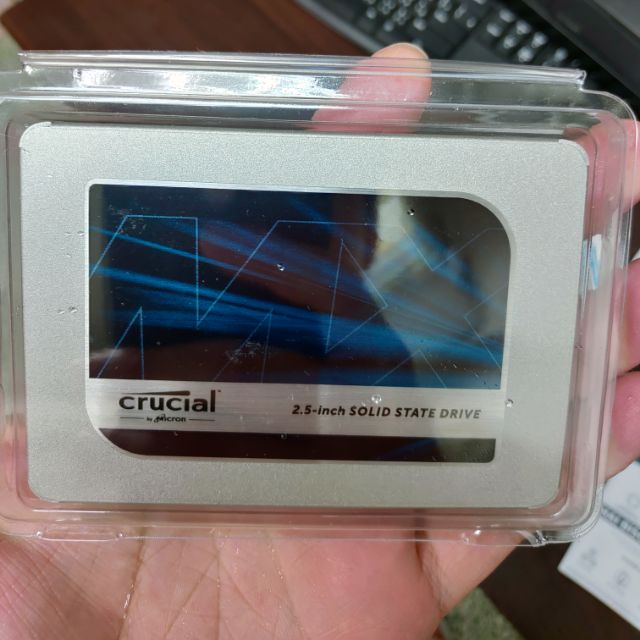 crucial
by Micron
2.5-inch SOLID STATE DRIVE